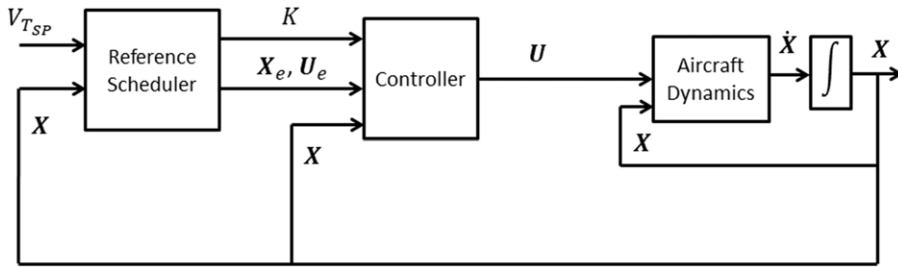 V_{T_{SP}}
K
Reference
Scheduler
X_e, U_e
Controller
U
Aircraft
Dynamics
Ẋ
∫
X
X
X
X